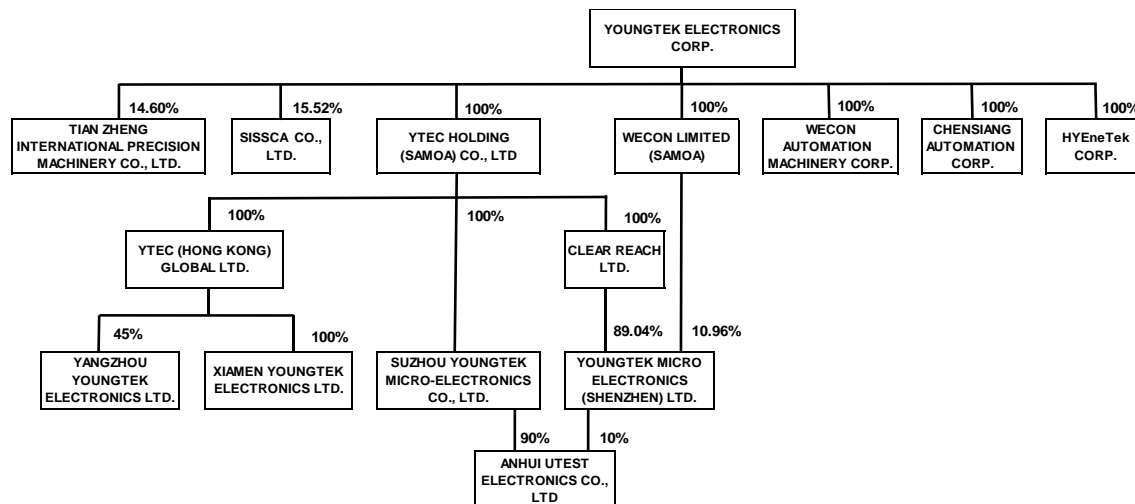 YOUNGTEK ELECTRONICS
CORP.
14.60%
15.52%
100%
100%
100%
100%
100%
TIAN ZHENG
INTERNATIONAL PRECISION
MACHINERY CO., LTD.
SISSCA CO.,
LTD.
YTEC HOLDING
(SAMOA) CO., LTD
WECON LIMITED
(SAMOA)
WECON
AUTOMATION
MACHINERY CORP.
CHENSIANG
AUTOMATION
CORP.
HYEneTek
CORP.
100%
100%
100%
YTEC (HONG KONG)
GLOBAL LTD.
CLEAR REACH
LTD.
45%
100%
89.04%
10.96%
YANGZHOU
YOUNGTEK
ELECTRONICS LTD.
XIAMEN YOUNGTEK
ELECTRONICS LTD.
SUZHOU YOUNGTEK
MICRO-ELECTRONICS
CO., LTD.
YOUNGTEK MICRO
ELECTRONICS
(SHENZHEN) LTD.
90%
10%
ANHUI UTEST
ELECTRONICS CO.,
LTD